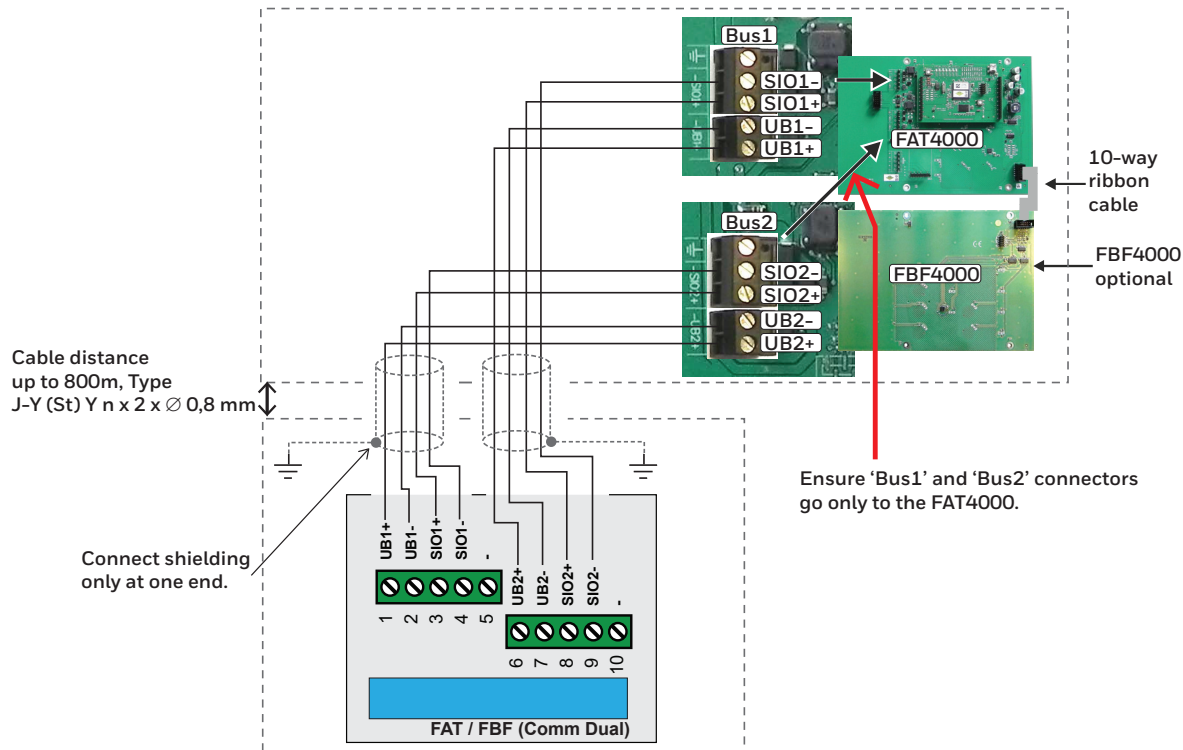 Bus1
SIO1-
SIO1+
UB1-
UB1+
FAT4000
10-way
ribbon
cable
Bus2
SIO2-
SIO2+
UB2-
UB2+
FBF4000
FBF4000
optional
Cable distance
up to 800m, Type
J-Y (St) Y n x 2 x ∅ 0,8 mm
Ensure ‘Bus1’ and ‘Bus2’ connectors
go only to the FAT4000.
Connect shielding
only at one end.
UB1+
UB1-
SIO1+
SIO1-
-
UB2+
UB2-
SIO2+
SIO2-
-
1
2
3
4
5
6
7
8
9
10
FAT / FBF (Comm Dual)